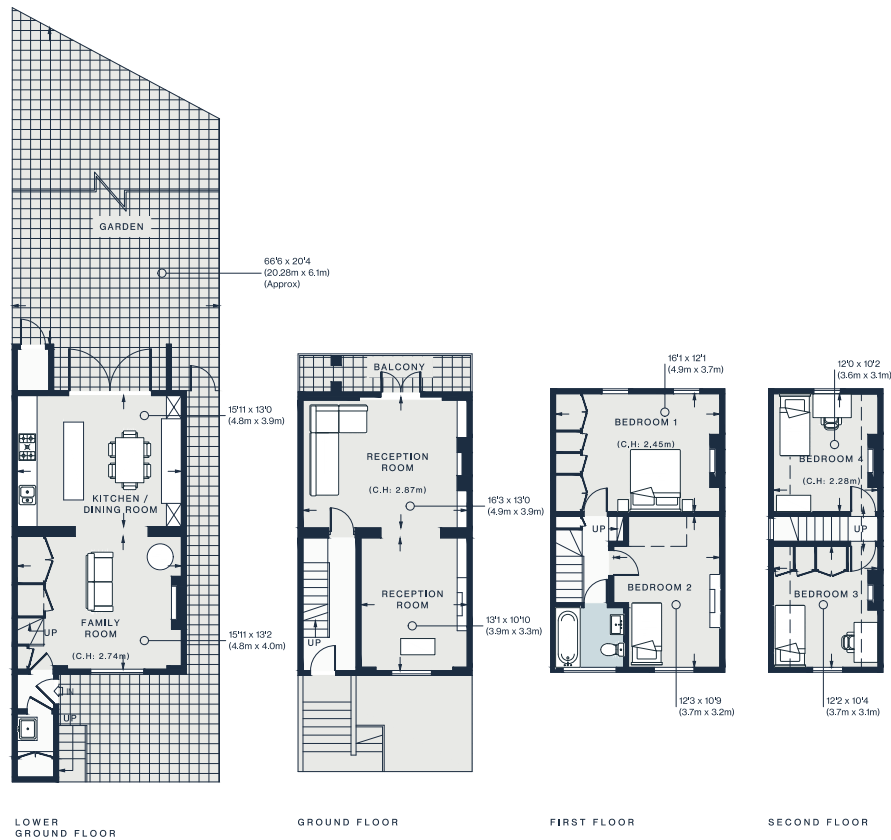 GARDEN
66'6 x 20'4
(20.28m x 6.1m)
(Approx)
15'11 x 13'0
(4.8m x 3.9m)
KITCHEN /
DINING ROOM
FAMILY
ROOM
(C.H: 2.74m)
UP
15'11 x 13'2
(4.8m x 4.0m)
IN
UP
LOWER
GROUND FLOOR
BALCONY
RECEPTION
ROOM
(C.H: 2.87m)
16'3 x 13'0
(4.9m x 3.9m)
RECEPTION
ROOM
13'1 x 10'10
(3.9m x 3.3m)
UP
GROUND FLOOR
16'1 x 12'1
(4.9m x 3.7m)
BEDROOM 1
(C.H: 2.45m)
UP
BEDROOM 2
12'3 x 10'9
(3.7m x 3.2m)
FIRST FLOOR
12'0 x 10'2
(3.6m x 3.1m)
BEDROOM 4
(C.H: 2.28m)
UP
BEDROOM 3
12'2 x 10'4
(3.7m x 3.1m)
SECOND FLOOR